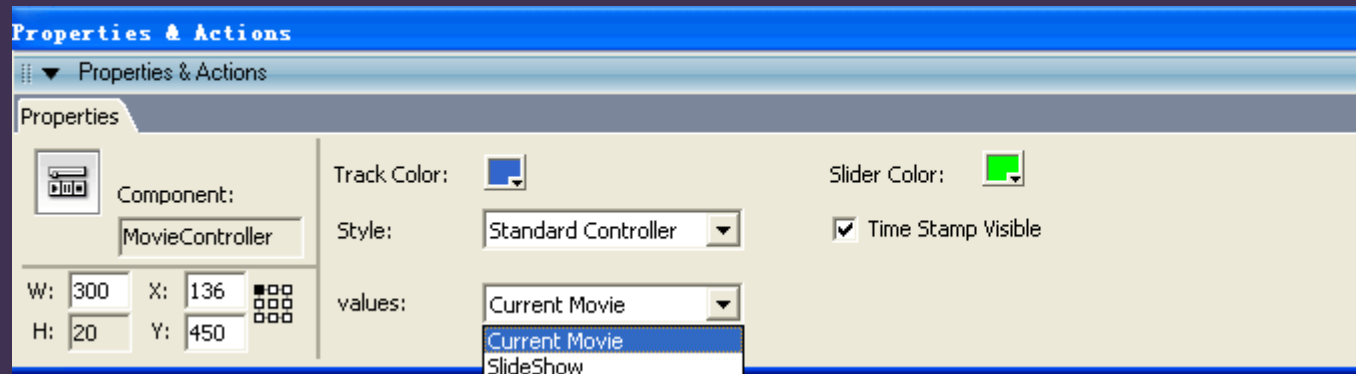 Properties & Actions
Properties & Actions
Properties
Component:
MovieController
W: 300 X: 136
H: 20 Y: 450
Track Color:
Slider Color:
Style: Standard Controller
Time Stamp Visible
values: Current Movie
Current Movie
SlideShow